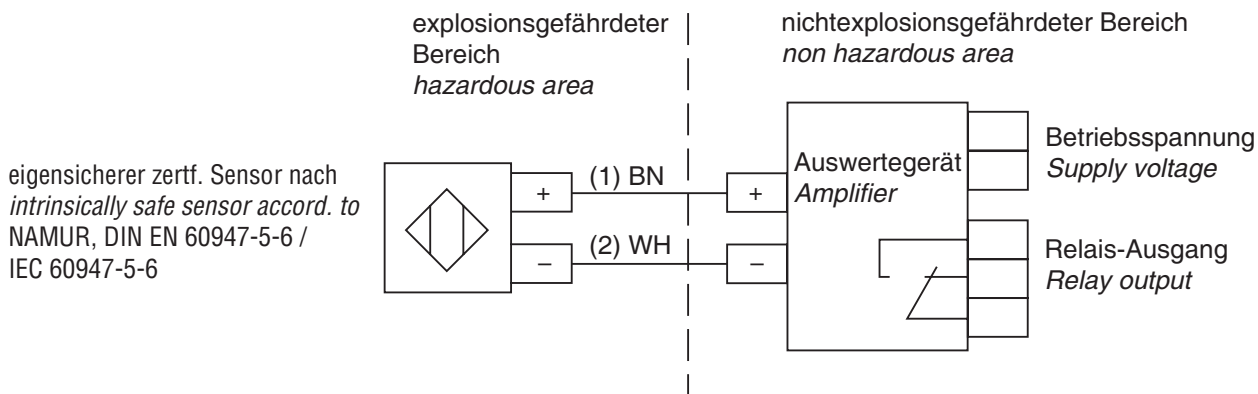 explosionsgefährdeter
Bereich
hazardous area
nichtexplosionsgefährdeter Bereich
non hazardous area
eigensicherer zertf. Sensor nach
intrinsically safe sensor accord. to
NAMUR, DIN EN 60947-5-6 /
IEC 60947-5-6
+
(1) BN
+
–
(2) WH
–
Auswertegerät
Amplifier
Betriebsspannung
Supply voltage
Relais-Ausgang
Relay output